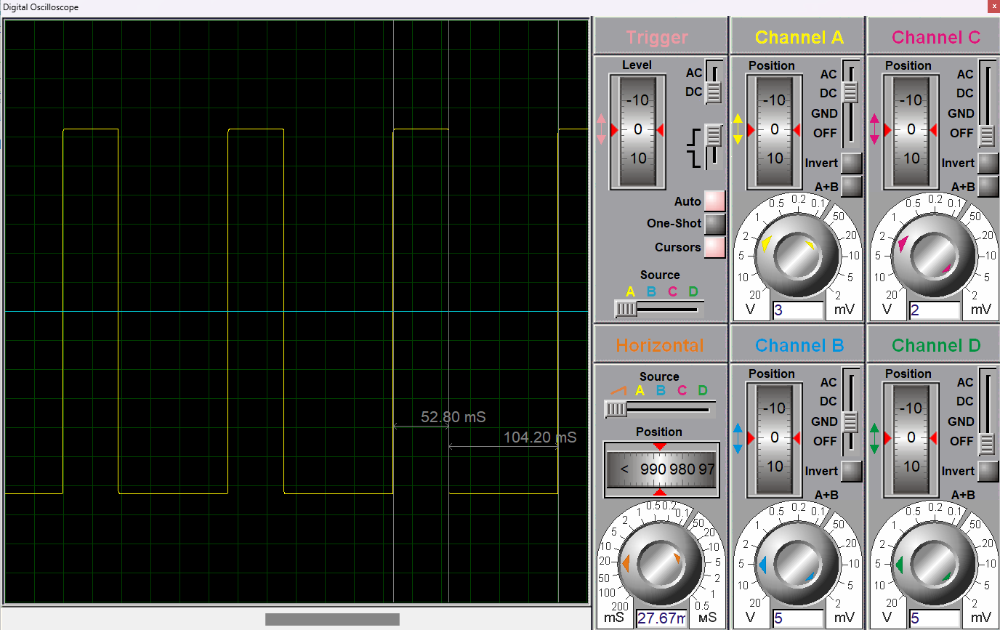 Digital Oscilloscope
x
52.80 mS
104.20 mS
Trigger
Level
AC
DC
-10
0
10
Auto
One-Shot
Cursors
Source
A B C D
Channel A
Position
AC
DC
GND
OFF
-10
0
10
Invert
A+B
0.5 0.2 0.1
1 50
2 20
5 10
10 5
20 2
V 3 mV
Channel C
Position
AC
DC
GND
OFF
-10
0
10
Invert
A+B
0.5 0.2 0.1
1 50
2 20
5 10
10 5
20 2
V 2 mV
Horizontal
Source
A B C D
Position
< 990 980 97
0.5 0.2 0.1
1 50
2 20
5 10
10 5
20 2
50 1
100 0.5
200
mS 27.67m мS
Channel B
Position
AC
DC
GND
OFF
-10
0
10
Invert
A+B
0.5 0.2 0.1
1 50
2 20
5 10
10 5
20 2
V 5 mV
Channel D
Position
AC
DC
GND
OFF
-10
0
10
Invert
A+B
0.5 0.2 0.1
1 50
2 20
5 10
10 5
20 2
V 5 mV